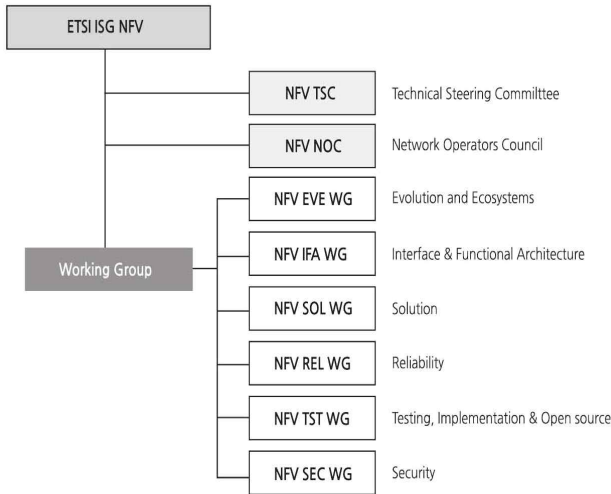 ETSI ISG NFV
NFV TSC Technical Steering Commilttee
NFV NOC Network Operators Council
NFV EVE WG Evolution and Ecosystems
Working Group
NFV IFA WG Interface & Functional Architecture
NFV SOL WG Solution
NFV REL WG Reliability
NFV TST WG Testing, Implementation & Open source
NFV SEC WG Security